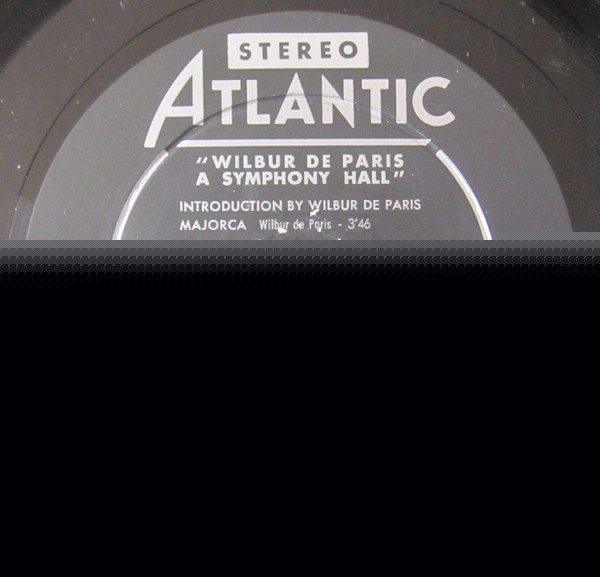 STEREO
ATLANTIC
"WILBUR DE PARIS
A SYMPHONY HALL"
INTRODUCTION BY WILBUR DE PARIS
MAJORCA Wilbur de Paris - 3'46